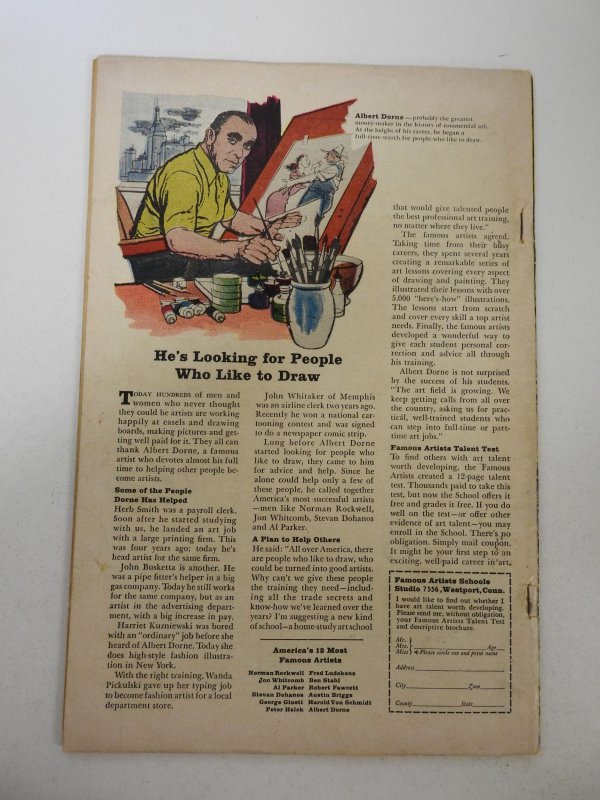 Albert Dorne — probably the greatest
money-maker in the history of commercial art.
At the height of his career, he began a
full-time search for people who like to draw.
He's Looking for People
Who Like to Draw
TODAY HUNDREDS of men and
women who never thought
they could be artists are working
happily at easels and drawing
boards, making pictures and get-
ting well paid for it. They all can
thank Albert Dorne, a famous
artist who devotes almost his full
time to helping other people be-
come artists.
Some of the People
Dorne Has Helped
Herb Smith was a payroll clerk.
Soon after he started studying
with us, he landed an art job
with a large printing firm. This
was four years ago; today he's
head artist for the same firm.
John Busketta is another. He
was a pipe fitter's helper in a big
gas company. Today he still works
for the same company, but as an
artist in the advertising depart-
ment, with a big increase in pay.
Harriet Kuzniewski was bored
with an "ordinary" job before she
heard of Albert Dorne. Today she
does high-style fashion illustra-
tion in New York.
With the right training, Wanda
Pickulski gave up her typing job
to become fashion artist for a local
department store.
John Whitaker of Memphis
was an airline clerk two years ago.
Recently he won a national car-
tooning contest and was signed
to do a newspaper comic strip.
Long before Albert Dorne
started looking for people who
like to draw, they came to him
for advice and help. Since he
alone could help only a few of
these people, he called together
America's most successful artists
—men like Norman Rockwell,
Jon Whitcomb, Stevan Dohanos
and Al Parker.
A Plan to Help Others
He said: "All over America, there
are people who like to draw, who
could be turned into good artists.
Why can't we give these people
the training they need—includ-
ing all the trade secrets and
know-how we've learned over the
years? I'm suggesting a new kind
of school—a home-study art school
America's 12 Most
Famous Artists
Norman Rockwell Fred Ludekens
Jon Whitcomb Ben Stahl
Al Parker Robert Fawcett
Stevan Dohanos Austin Briggs
George Giusti Harold Von Schmidt
Peter Helck Albert Dorne
that would give talented people
the best professional art training,
no matter where they live."
The famous artists agreed.
Taking time from their busy
careers, they spent several years
creating a remarkable series of
art lessons covering every aspect
of drawing and painting. They
illustrated their lessons with over
5,000 "here's-how" illustrations.
The lessons start from scratch
and cover every skill a top artist
needs. Finally, the famous artists
developed a wonderful way to
give each student personal cor-
rection and advice all through
his training.
Albert Dorne is not surprised
by the success of his students.
"The art field is growing. We
keep getting calls from all over
the country, asking us for prac-
tical, well-trained students who
can step into full-time or part-
time art jobs."
Famous Artists Talent Test
To find others with art talent
worth developing, the Famous
Artists created a 12-page talent
test. Thousands paid to take this
test, but now the School offers it
free and grades it. If you do
well on the test—or offer other
evidence of art talent—you may
enroll in the School. There's no
obligation. Simply mail coupon.
It might be your first step to an
exciting, well-paid career in art.
Famous Artists Schools
Studio 7556, Westport, Conn.
I would like to find out whether I
have art talent worth developing.
Please send me, without obligation,
your Famous Artists Talent Test
and descriptive brochure.
Mr.
Mrs. Age
Miss Please circle one and print name
Address
City Zone
County State